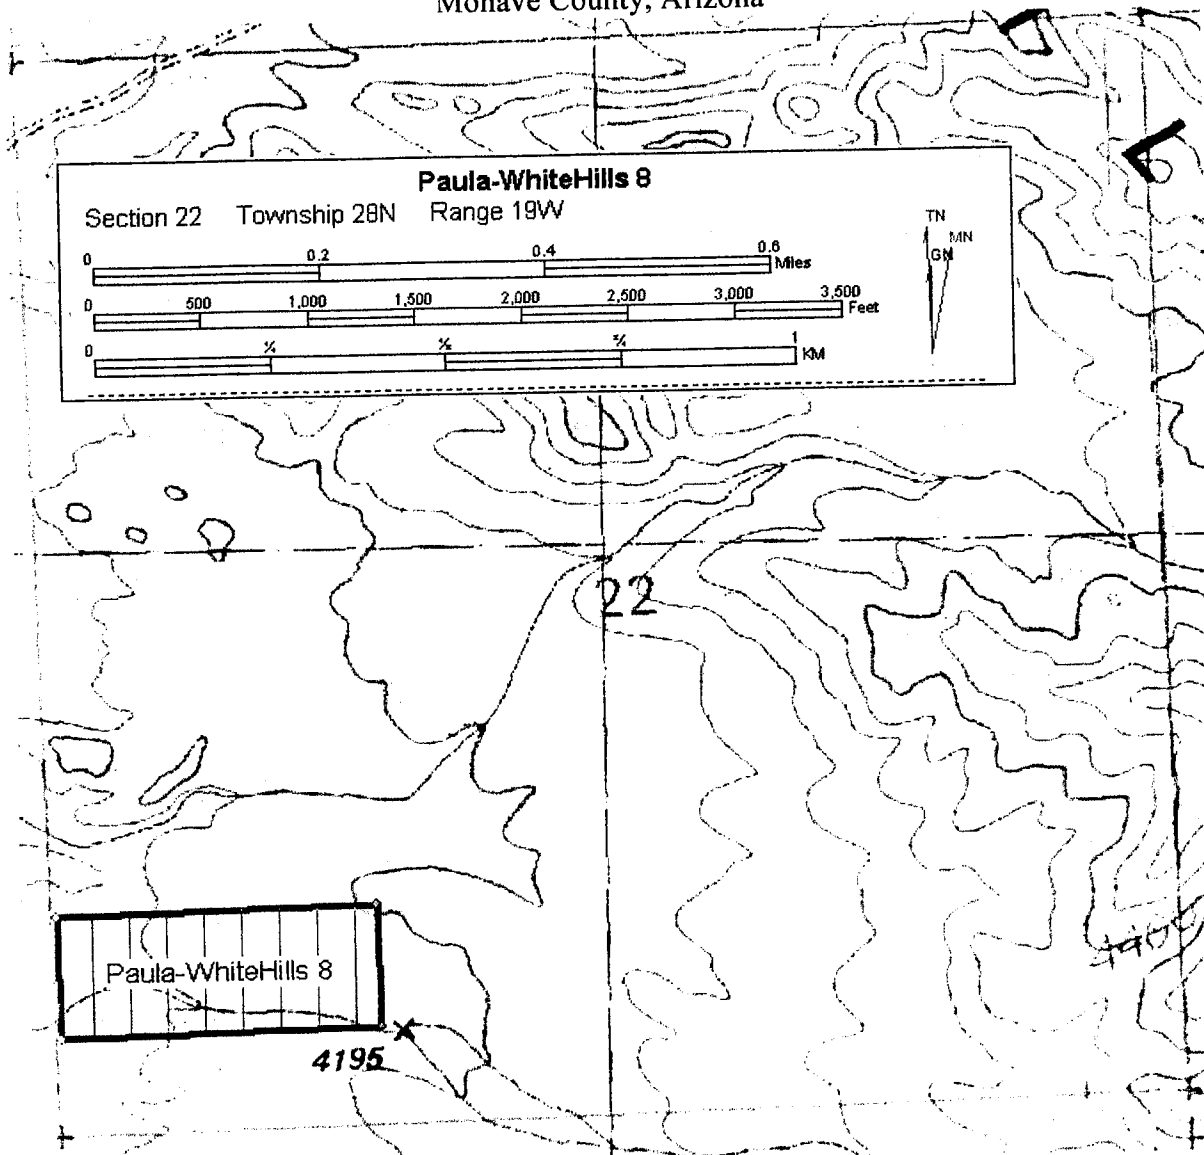 Mohave County, Arizona
Paula-WhiteHills 8
Section 22 Township 28N Range 19W
TN
MN
GN
0 0.2 0.4 0.6 Miles
0 500 1,000 1,500 2,000 2,500 3,000 3,500 Feet
0 ¼ ½ ¾ 1 KM
22
4400
Paula-WhiteHills 8
4195